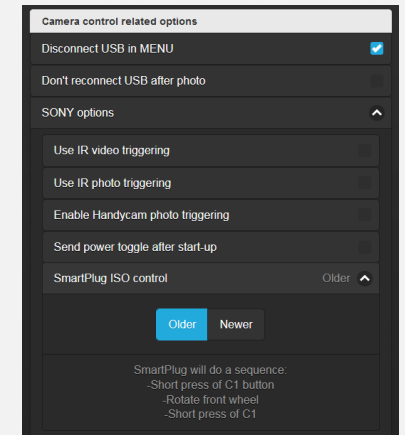 Camera control related options
Disconnect USB in MENU
Don't reconnect USB after photo
SONY options
Use IR video triggering
Use IR photo triggering
Enable Handycam photo triggering
Send power toggle after start-up
SmartPlug ISO control Older
Older Newer
SmartPlug will do a sequence:
-Short press of C1 button
-Rotate front wheel
-Short press of C1